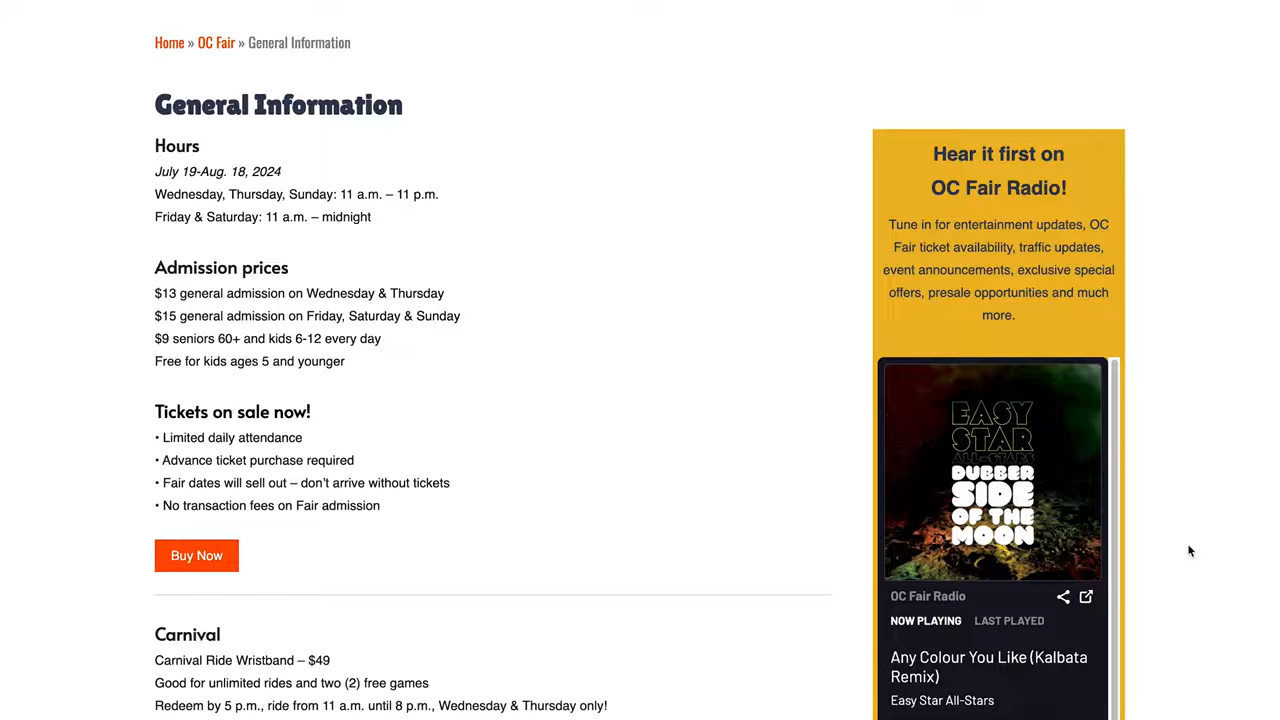 Home » OC Fair » General Information
General Information
Hours
July 19-Aug. 18, 2024
Wednesday, Thursday, Sunday: 11 a.m. – 11 p.m.
Friday & Saturday: 11 a.m. – midnight
Admission prices
$13 general admission on Wednesday & Thursday
$15 general admission on Friday, Saturday & Sunday
$9 seniors 60+ and kids 6-12 every day
Free for kids ages 5 and younger
Tickets on sale now!
• Limited daily attendance
• Advance ticket purchase required
• Fair dates will sell out – don’t arrive without tickets
• No transaction fees on Fair admission
Buy Now
Carnival
Carnival Ride Wristband – $49
Good for unlimited rides and two (2) free games
Redeem by 5 p.m., ride from 11 a.m. until 8 p.m., Wednesday & Thursday only!
Hear it first on
OC Fair Radio!
Tune in for entertainment updates, OC
Fair ticket availability, traffic updates,
event announcements, exclusive special
offers, presale opportunities and much
more.
EASY
STAR
ALL-STARS
DUBBER
SIDE
OF THE
MOON
OC Fair Radio
NOW PLAYING LAST PLAYED
Any Colour You Like (Kalbata
Remix)
Easy Star All-Stars